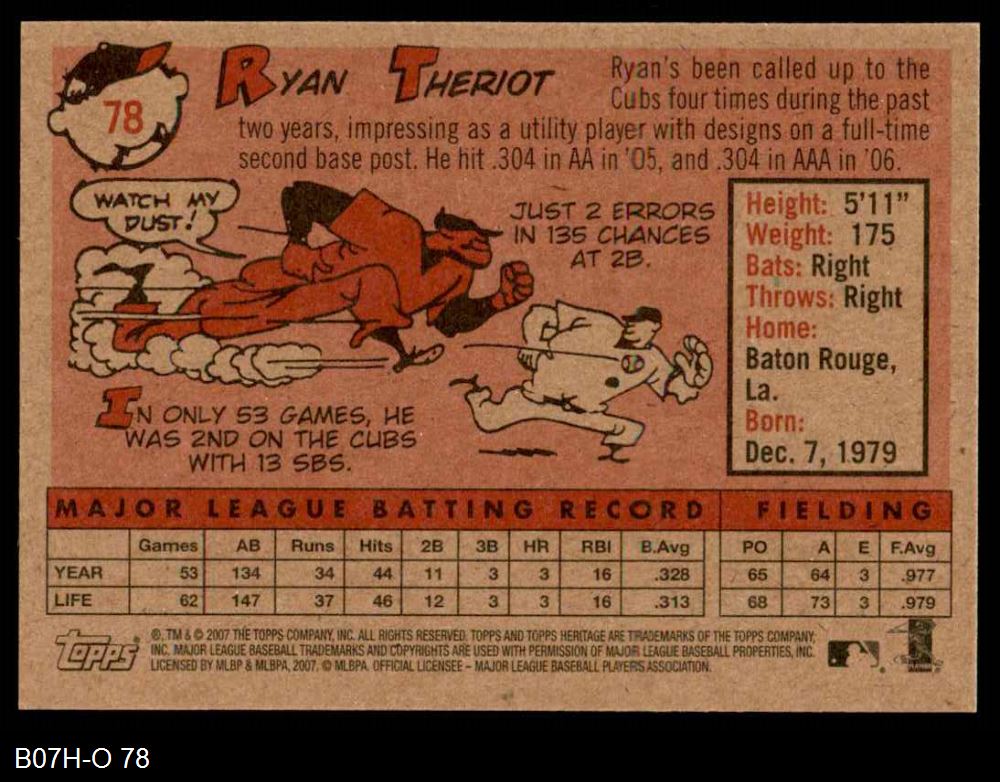 78
RYAN THERIOT
Ryan's been called up to the
Cubs four times during the past
two years, impressing as a utility player with designs on a full-time
second base post. He hit .304 in AA in '05, and .304 in AAA in '06.
WATCH MY
DUST!
JUST 2 ERRORS
IN 135 CHANCES
AT 2B.
IN ONLY 53 GAMES, HE
WAS 2ND ON THE CUBS
WITH 13 SBS.
Height: 5'11"
Weight: 175
Bats: Right
Throws: Right
Home:
Baton Rouge,
La.
Born:
Dec. 7, 1979
MAJOR LEAGUE BATTING RECORD FIELDING
Games AB Runs Hits 2B 3B HR RBI B.Avg PO A E F.Avg
YEAR 53 134 34 44 11 3 3 16 .328 65 64 3 .977
LIFE 62 147 37 46 12 3 3 16 .313 68 73 3 .979
Topps
®, TM & © 2007 THE TOPPS COMPANY, INC. ALL RIGHTS RESERVED. TOPPS AND TOPPS HERITAGE ARE TRADEMARKS OF THE TOPPS COMPANY,
INC. MAJOR LEAGUE BASEBALL TRADEMARKS AND COPYRIGHTS ARE USED WITH PERMISSION OF MAJOR LEAGUE BASEBALL PROPERTIES, INC.
LICENSED BY MLBP & MLBPA, 2007. © MLBPA. OFFICIAL LICENSEE - MAJOR LEAGUE BASEBALL PLAYERS ASSOCIATION.
B07H-O 78